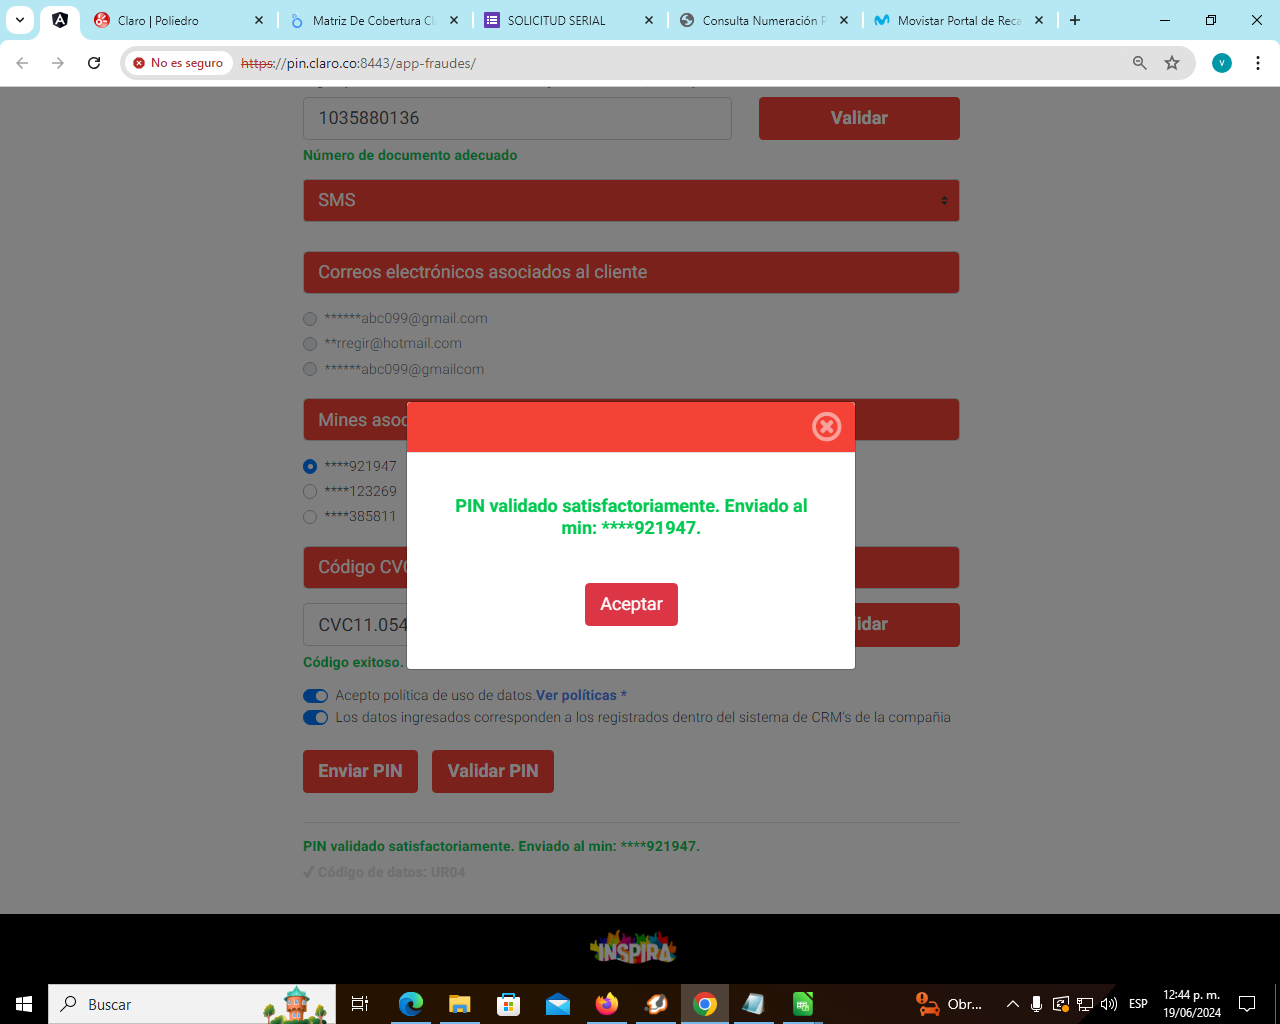 Claro | Poliedro
Matriz De Cobertura Cl
SOLICITUD SERIAL
Consulta Numeración P
Movistar Portal de Reca
No es seguro
https://pin.claro.co:8443/app-fraudes/
v
1035880136
Validar
Número de documento adecuado
SMS
Correos electrónicos asociados al cliente
******abc099@gmail.com
**rregir@hotmail.com
******abc099@gmailcom
Mines asoc
****921947
****123269
****385811
PIN validado satisfactoriamente. Enviado al
min: ****921947.
Aceptar
Código CVC
CVC11.054
idar
Código exitoso.
Acepto política de uso de datos.Ver políticas *
Los datos ingresados corresponden a los registrados dentro del sistema de CRM's de la compañia
Enviar PIN
Validar PIN
PIN validado satisfactoriamente. Enviado al min: ****921947.
✔ Código de datos: UR04
INSPIRA
Buscar
Obr...
ESP
12:44 p. m.
19/06/2024